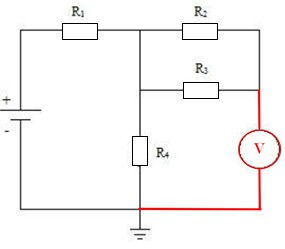 R₁
R₂
R₃
+
-
R₄
V